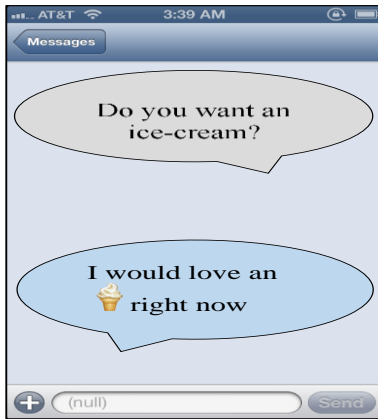 AT&T 3:39 AM
Messages
Do you want an
ice-cream?
I would love an
🍦 right now
(null)
Send